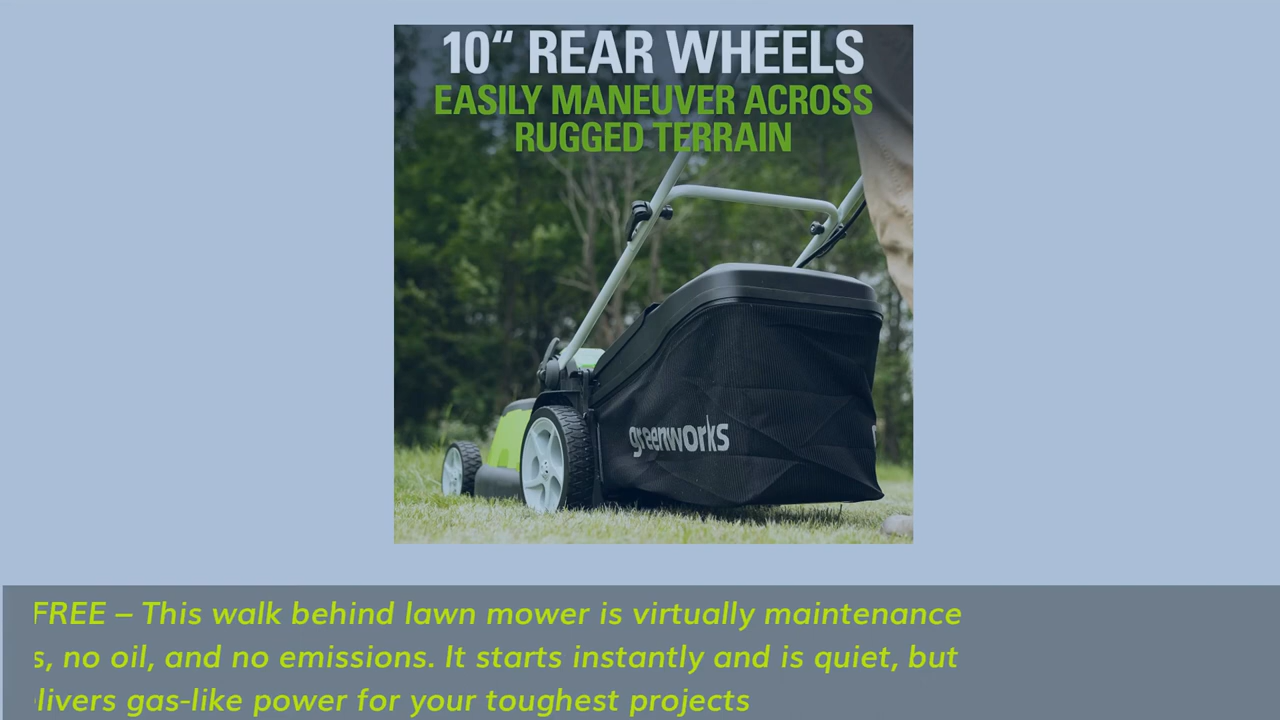 10“ REAR WHEELS
EASILY MANEUVER ACROSS
RUGGED TERRAIN
greenworks
FREE – This walk behind lawn mower is virtually maintenance
s, no oil, and no emissions. It starts instantly and is quiet, but
livers gas-like power for your toughest projects